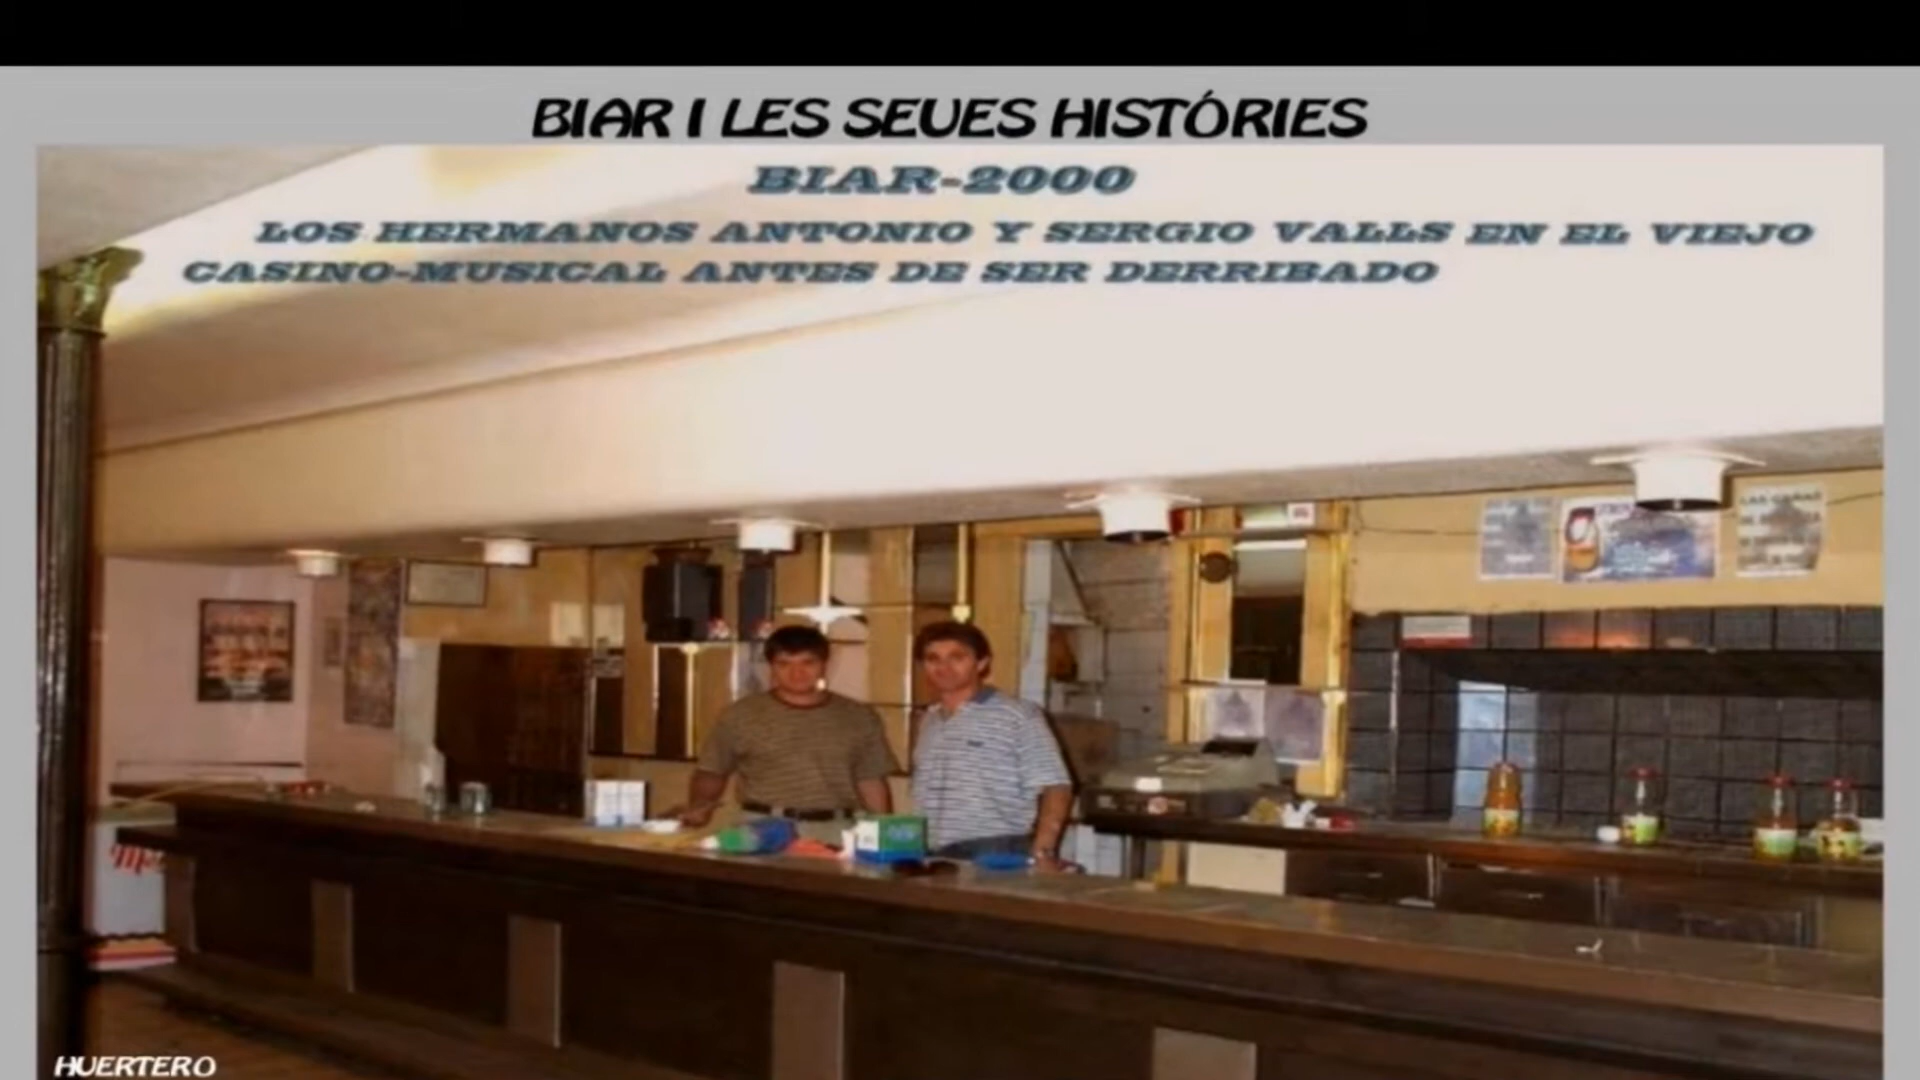 BIAR I LES SEUES HISTÓRIES
BIAR-2000
LOS HERMANOS ANTONIO Y SERGIO VALLS EN EL VIEJO
CASINO-MUSICAL ANTES DE SER DERRIBADO
HUERTERO